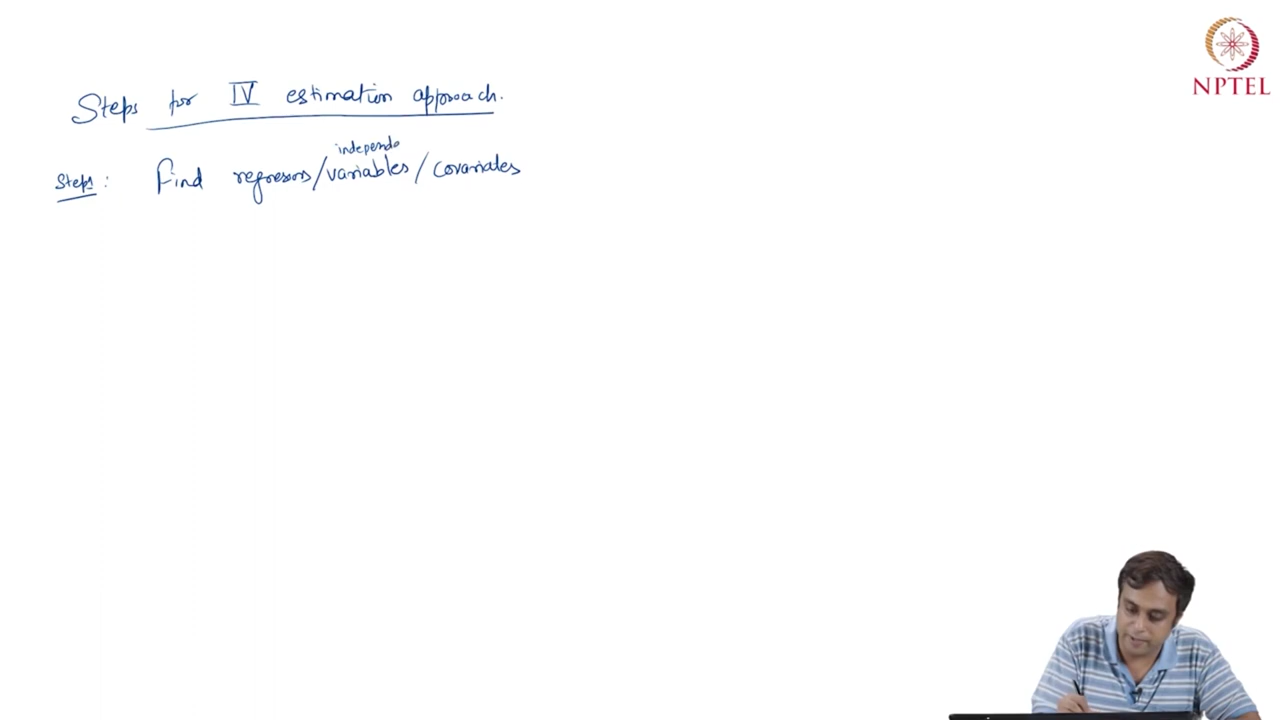 Steps for IV estimation approach.
independe
Steps: Find regressors/variables/covariates
NPTEL